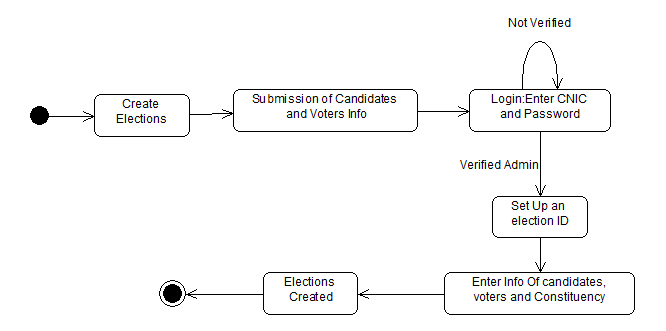 Not Verified
Create
Elections
Submission of Candidates
and Voters Info
Login:Enter CNIC
and Password
Verified Admin
Set Up an
election ID
Enter Info Of candidates,
voters and Constituency
Elections
Created